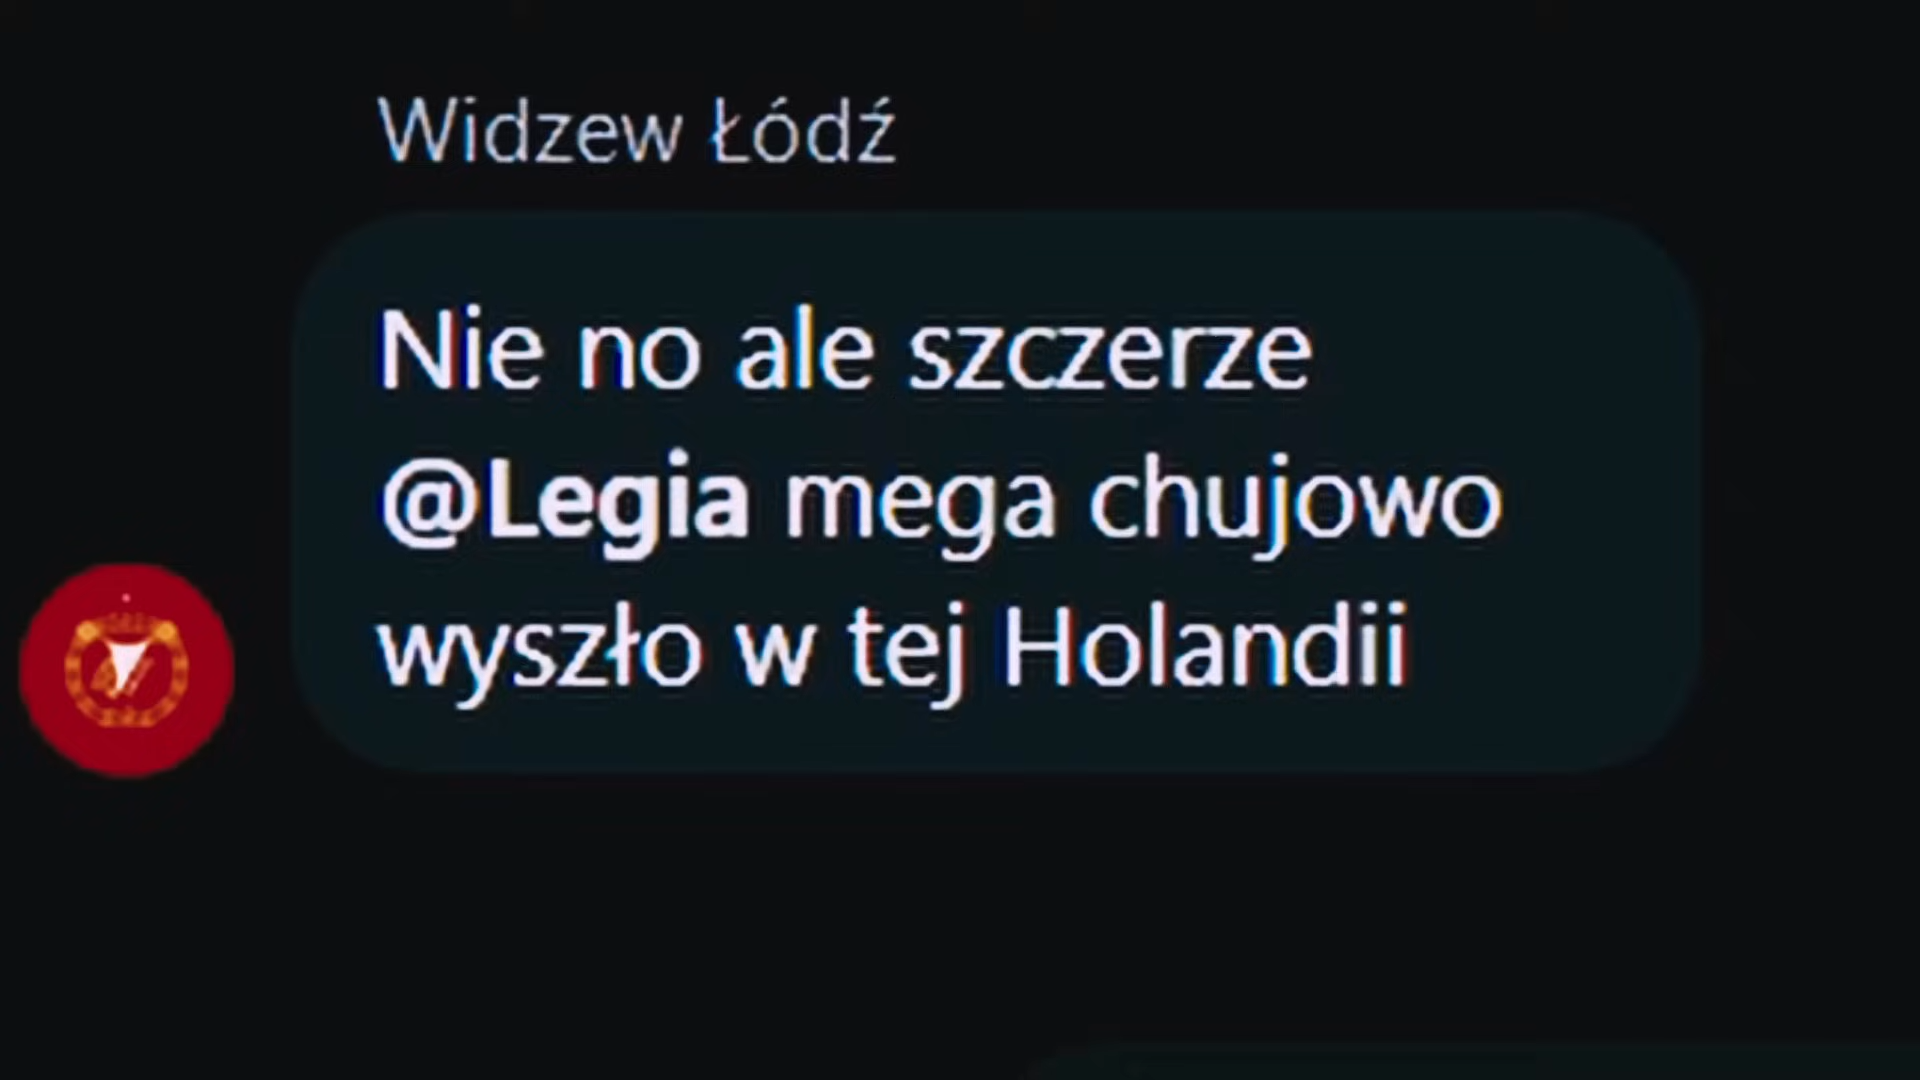 Widzew Łódź
Nie no ale szczerze
@Legia mega chujowo
wyszło w tej Holandii